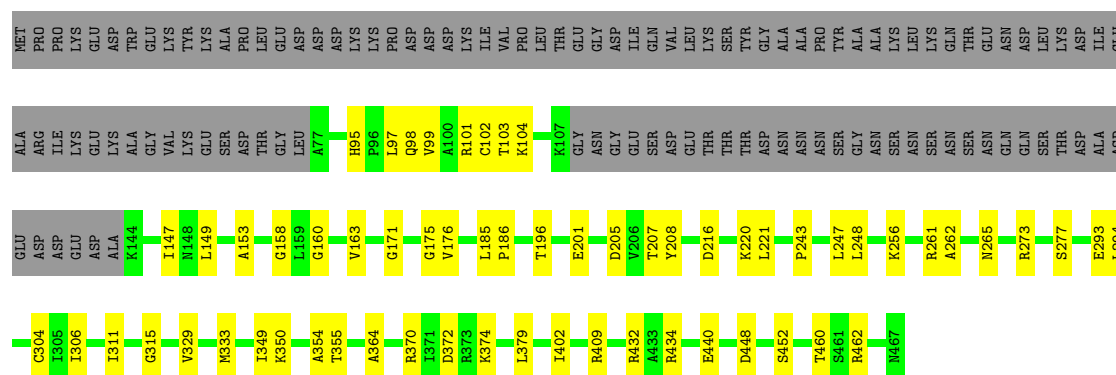 MET PRO PRO LYS GLU ASP TRP GLU LYS TYR LYS ALA PRO LEU GLU ASP ASP ASP LYS LYS PRO ASP ASP ASP LYS ILE VAL PRO LEU THR GLU GLY ASP ILE GLN VAL LEU LYS SER TYR GLY ALA ALA PRO TYR ALA ALA LYS LEU LYS GLN THR GLU ASN ASP LEU LYS ASP ILE
ALA ARG ILE LYS GLU LYS ALA GLY VAL LYS GLU SER ASP THR GLY LEU A77 H95 P96 L97 Q98 V99 A100 R101 C102 T103 K104 K107 GLY ASN GLY GLU SER ASP GLU THR THR THR ASP ASN ASN ASN SER GLY ASN SER ASN SER ASN GLN GLN SER THR ASP ALA
GLU ASP ASP GLU ASP ALA K144 I147 N148 L149 A153 G158 L159 G160 V163 G171 G175 V176 L185 P186 T196 E201 D205 V206 T207 Y208 D216 K220 L221 P243 L247 L248 K256 R261 A262 N265 R273 S277 E293
C304 I305 I306 I311 G315 V329 M333 I349 K350 A354 T355 A364 R370 I371 D372 R373 K374 L379 I402 R409 R432 A433 R434 E440 D448 S452 T460 S461 R462 N467